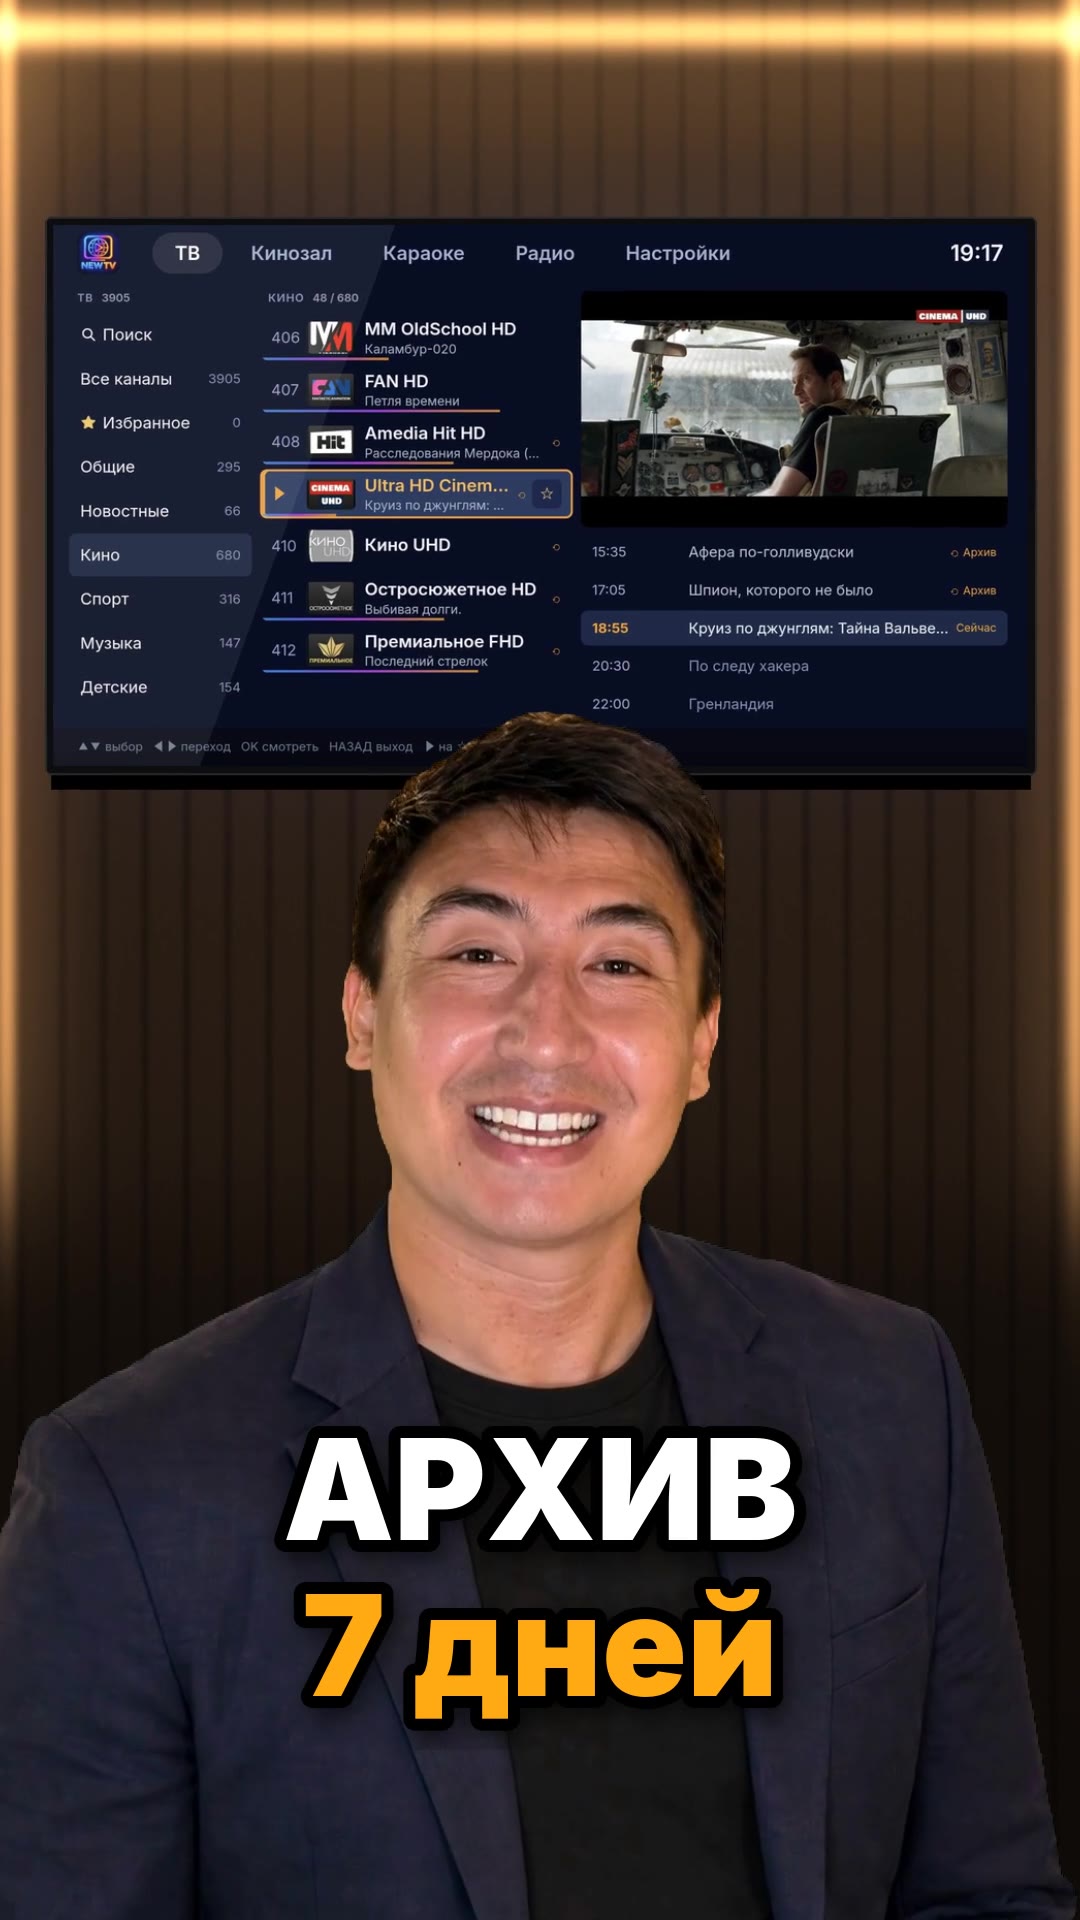 NEWTV
ТВ Кинозал Караоке Радио Настройки 19:17
ТВ 3905
Поиск
Все каналы 3905
Избранное 0
Общие 295
Новостные 66
Кино 680
Спорт 316
Музыка 147
Детские 154
КИНО 48 / 680
406 MM OldSchool HD
Каламбур-020
407 FAN HD
Петля времени
408 Hit Amedia Hit HD
Расследования Мердока (...
CINEMA UHD Ultra HD Cinem...
Круиз по джунглям: ...
410 КИНО UHD Кино UHD
411 Остросюжетное HD
Выбивая долги.
412 ПРЕМИАЛЬНОЕ Премиальное FHD
Последний стрелок
CINEMA UHD
15:35 Афера по-голливудски Архив
17:05 Шпион, которого не было Архив
18:55 Круиз по джунглям: Тайна Вальве... Сейчас
20:30 По следу хакера
22:00 Гренландия
выбор переход OK смотреть НАЗАД выход на
АРХИВ
7 дней